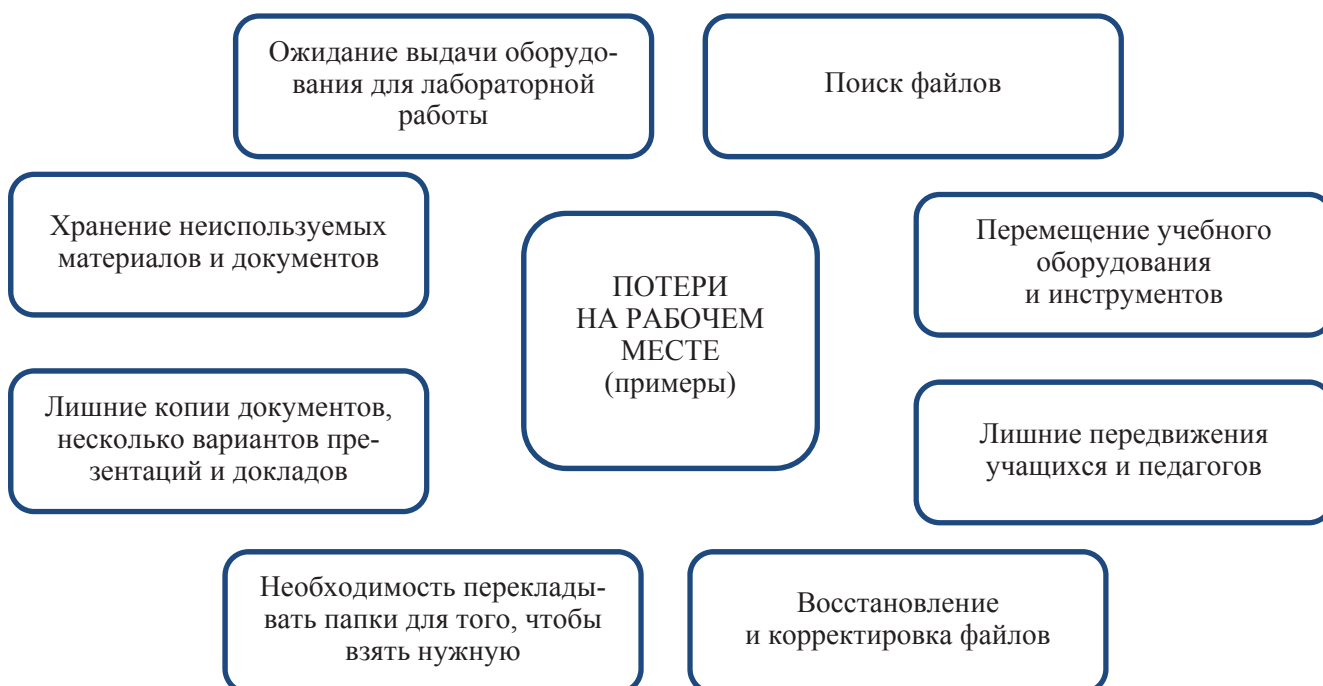 Ожидание выдачи оборудо-
вания для лабораторной
работы
Поиск файлов
Хранение неиспользуемых
материалов и документов
ПОТЕРИ
НА РАБОЧЕМ
МЕСТЕ
(примеры)
Перемещение учебного
оборудования
и инструментов
Лишние копии документов,
несколько вариантов пре-
зентаций и докладов
Лишние передвижения
учащихся и педагогов
Необходимость переклады-
вать папки для того, чтобы
взять нужную
Восстановление
и корректировка файлов